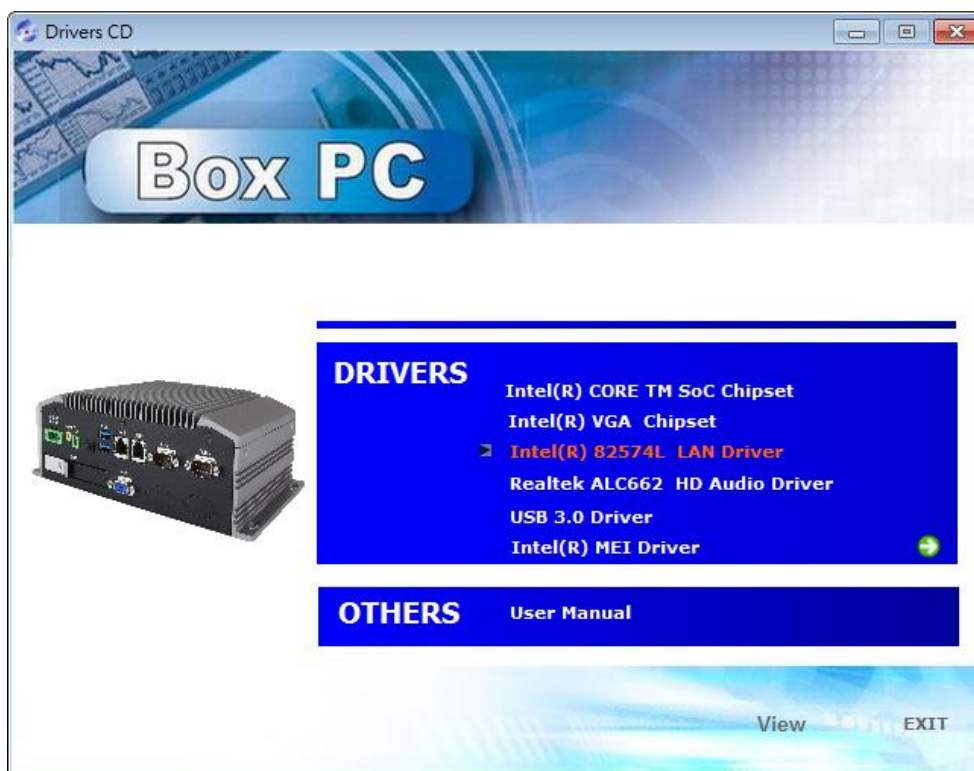 Drivers CD
Box PC
DRIVERS
Intel(R) CORE TM SoC Chipset
Intel(R) VGA Chipset
Intel(R) 82574L LAN Driver
Realtek ALC662 HD Audio Driver
USB 3.0 Driver
Intel(R) MEI Driver
OTHERS User Manual
View EXIT